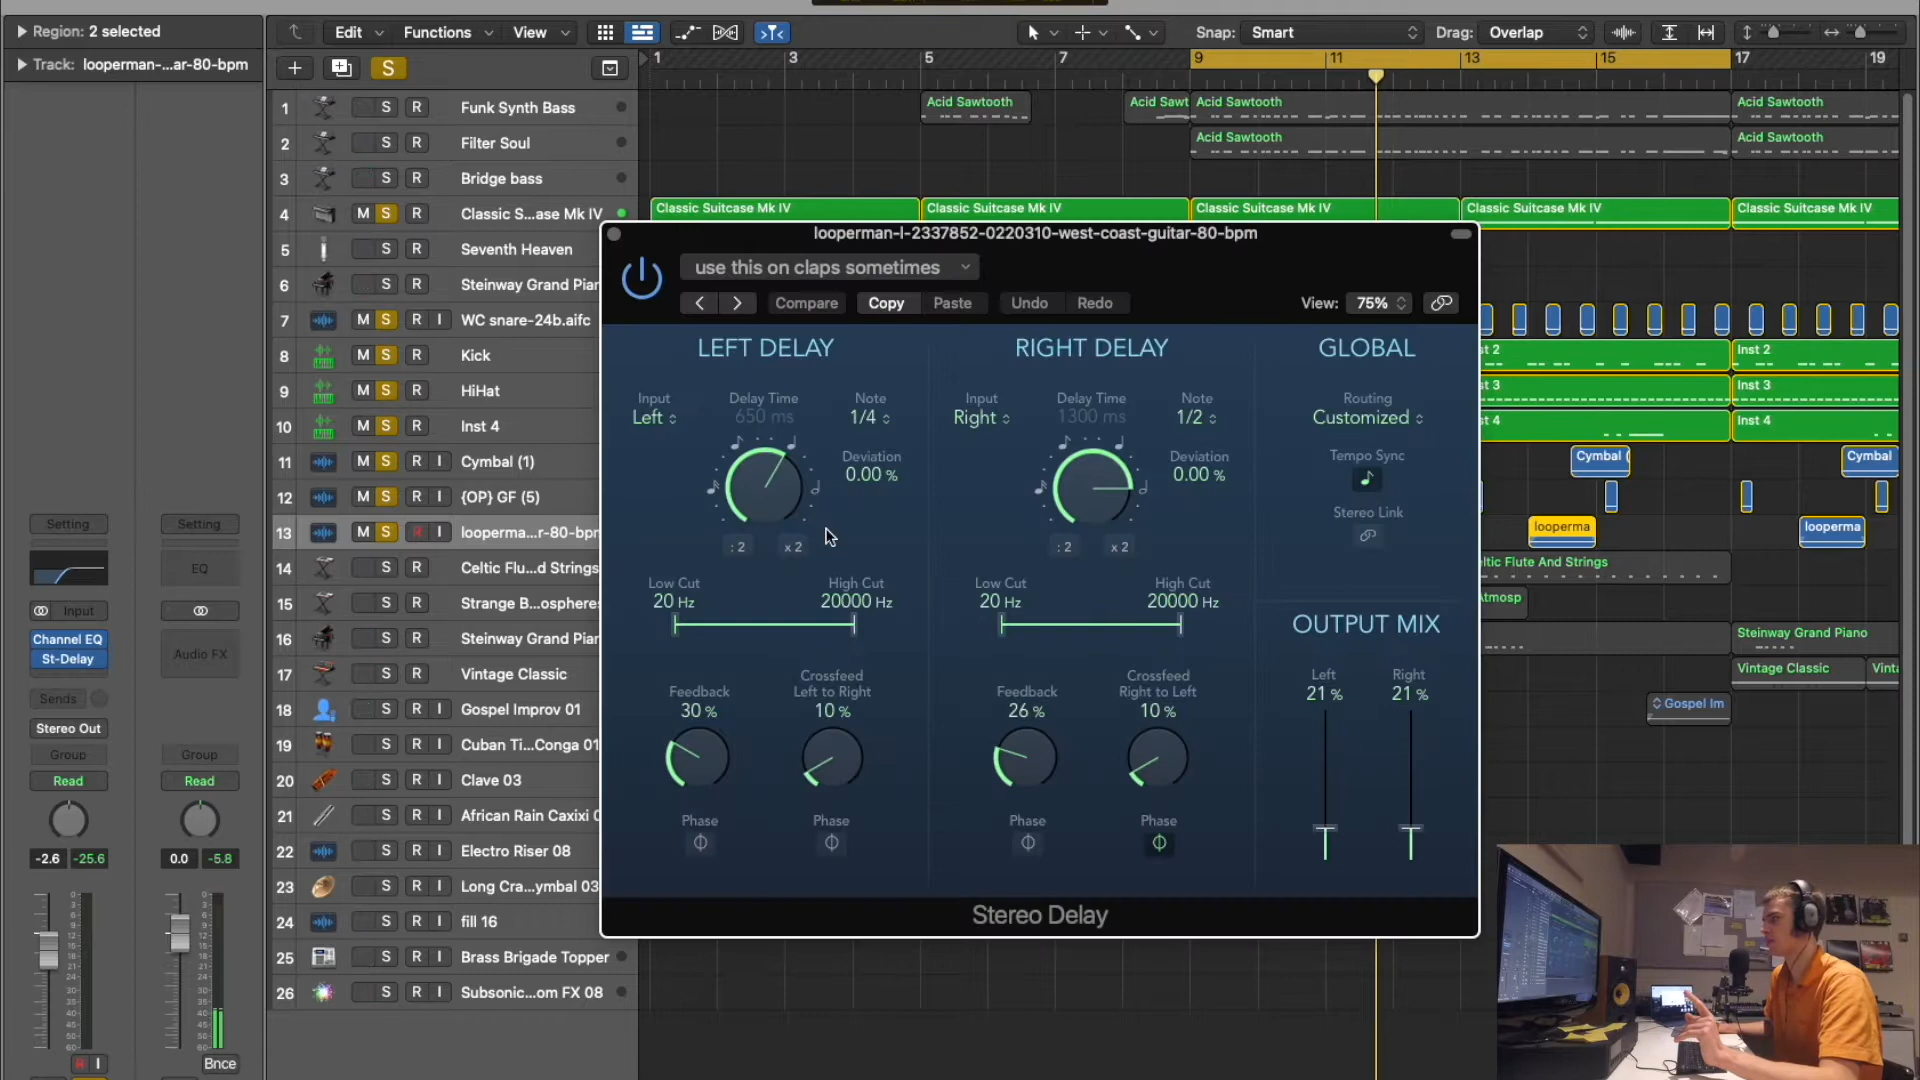 Region: 2 selected
Edit
Functions
View
Snap: Smart
Drag: Overlap
Track: looperman-...ar-80-bpm
S
1 3 5 7 9 11 13 15 17 19
1 S R Funk Synth Bass
2 S R Filter Soul
3 S R Bridge bass
4 M S R Classic S...ase Mk IV
5 S R Seventh Heaven
6 S R Steinway Grand Pian
7 M S R I WC snare-24b.aifc
8 M S R Kick
9 M S R HiHat
10 M S R Inst 4
11 M S R I Cymbal (1)
12 M S R I {OP} GF (5)
13 M S R I looperma...r-80-bpm
14 S R Celtic Flu...d Strings
15 S R Strange B...ospheres
16 S R Steinway Grand Pian
17 S R Vintage Classic
18 S R I Gospel Improv 01
19 S R I Cuban Ti...Conga 01
20 S R I Clave 03
21 S R I African Rain Caxixi 0
22 S R I Electro Riser 08
23 S R I Long Cra...ymbal 03
24 S R I fill 16
25 S R I Brass Brigade Topper
26 S R I Subsonic...om FX 08
Acid Sawtooth
Acid Sawt
Acid Sawtooth
Acid Sawtooth
Acid Sawtooth
Acid Sawtooth
Classic Suitcase Mk IV
Classic Suitcase Mk IV
Classic Suitcase Mk IV
Classic Suitcase Mk IV
Classic Suitcase Mk IV
st 2
Inst 2
st 3
Inst 3
st 4
Inst 4
Cymbal (
Cymbal
looperma
looperma
ltic Flute And Strings
Atmosp
Steinway Grand Piano
Vintage Classic
Vinta
Gospel Im
looperman-l-2337852-0220310-west-coast-guitar-80-bpm
use this on claps sometimes
Compare
Copy
Paste
Undo
Redo
View: 75%
LEFT DELAY
Input
Left
Delay Time
650 ms
Note
1/4
Deviation
0.00 %
: 2
x 2
Low Cut
20 Hz
High Cut
20000 Hz
Feedback
30 %
Crossfeed
Left to Right
10 %
Phase
Phase
RIGHT DELAY
Input
Right
Delay Time
1300 ms
Note
1/2
Deviation
0.00 %
: 2
x 2
Low Cut
20 Hz
High Cut
20000 Hz
Feedback
26 %
Crossfeed
Right to Left
10 %
Phase
Phase
GLOBAL
Routing
Customized
Tempo Sync
Stereo Link
OUTPUT MIX
Left
21 %
Right
21 %
Stereo Delay
Setting
Setting
EQ
Input
Channel EQ
St-Delay
Audio FX
Sends
Stereo Out
Group
Group
Read
Read
-2.6 -25.6
0.0 -5.8
R I
Bnce